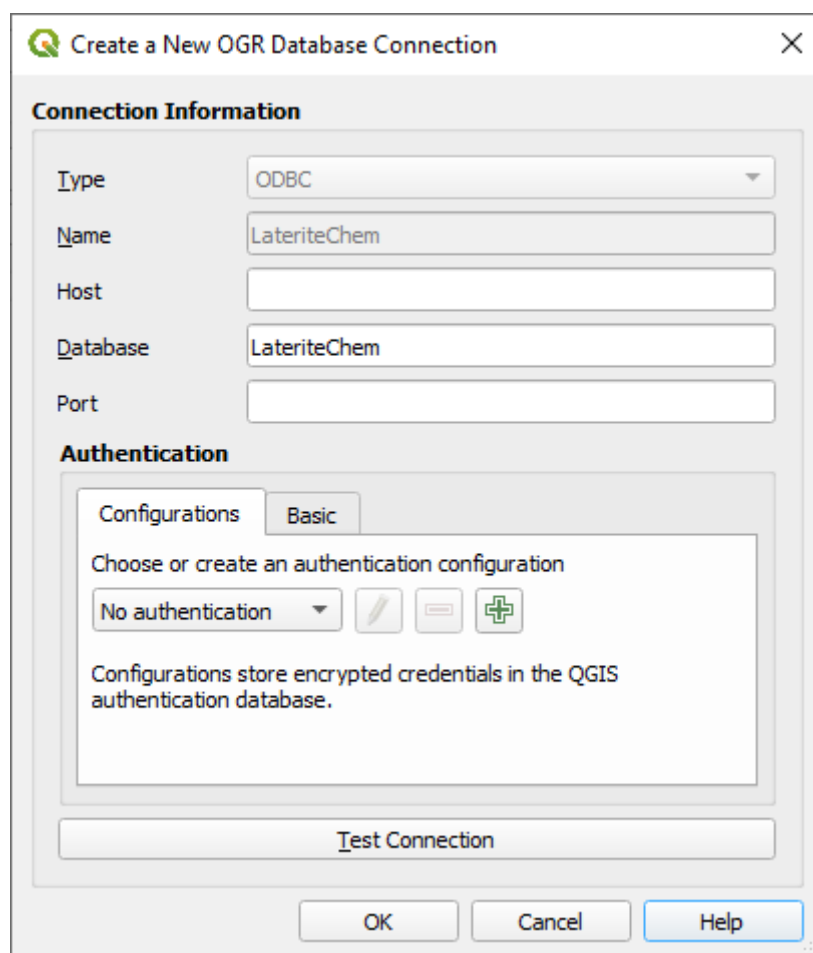 Create a New OGR Database Connection
Connection Information
Type
ODBC
Name
LateriteChem
Host
Database
LateriteChem
Port
Authentication
Configurations
Basic
Choose or create an authentication configuration
No authentication
Configurations store encrypted credentials in the QGIS
authentication database.
Test Connection
OK
Cancel
Help